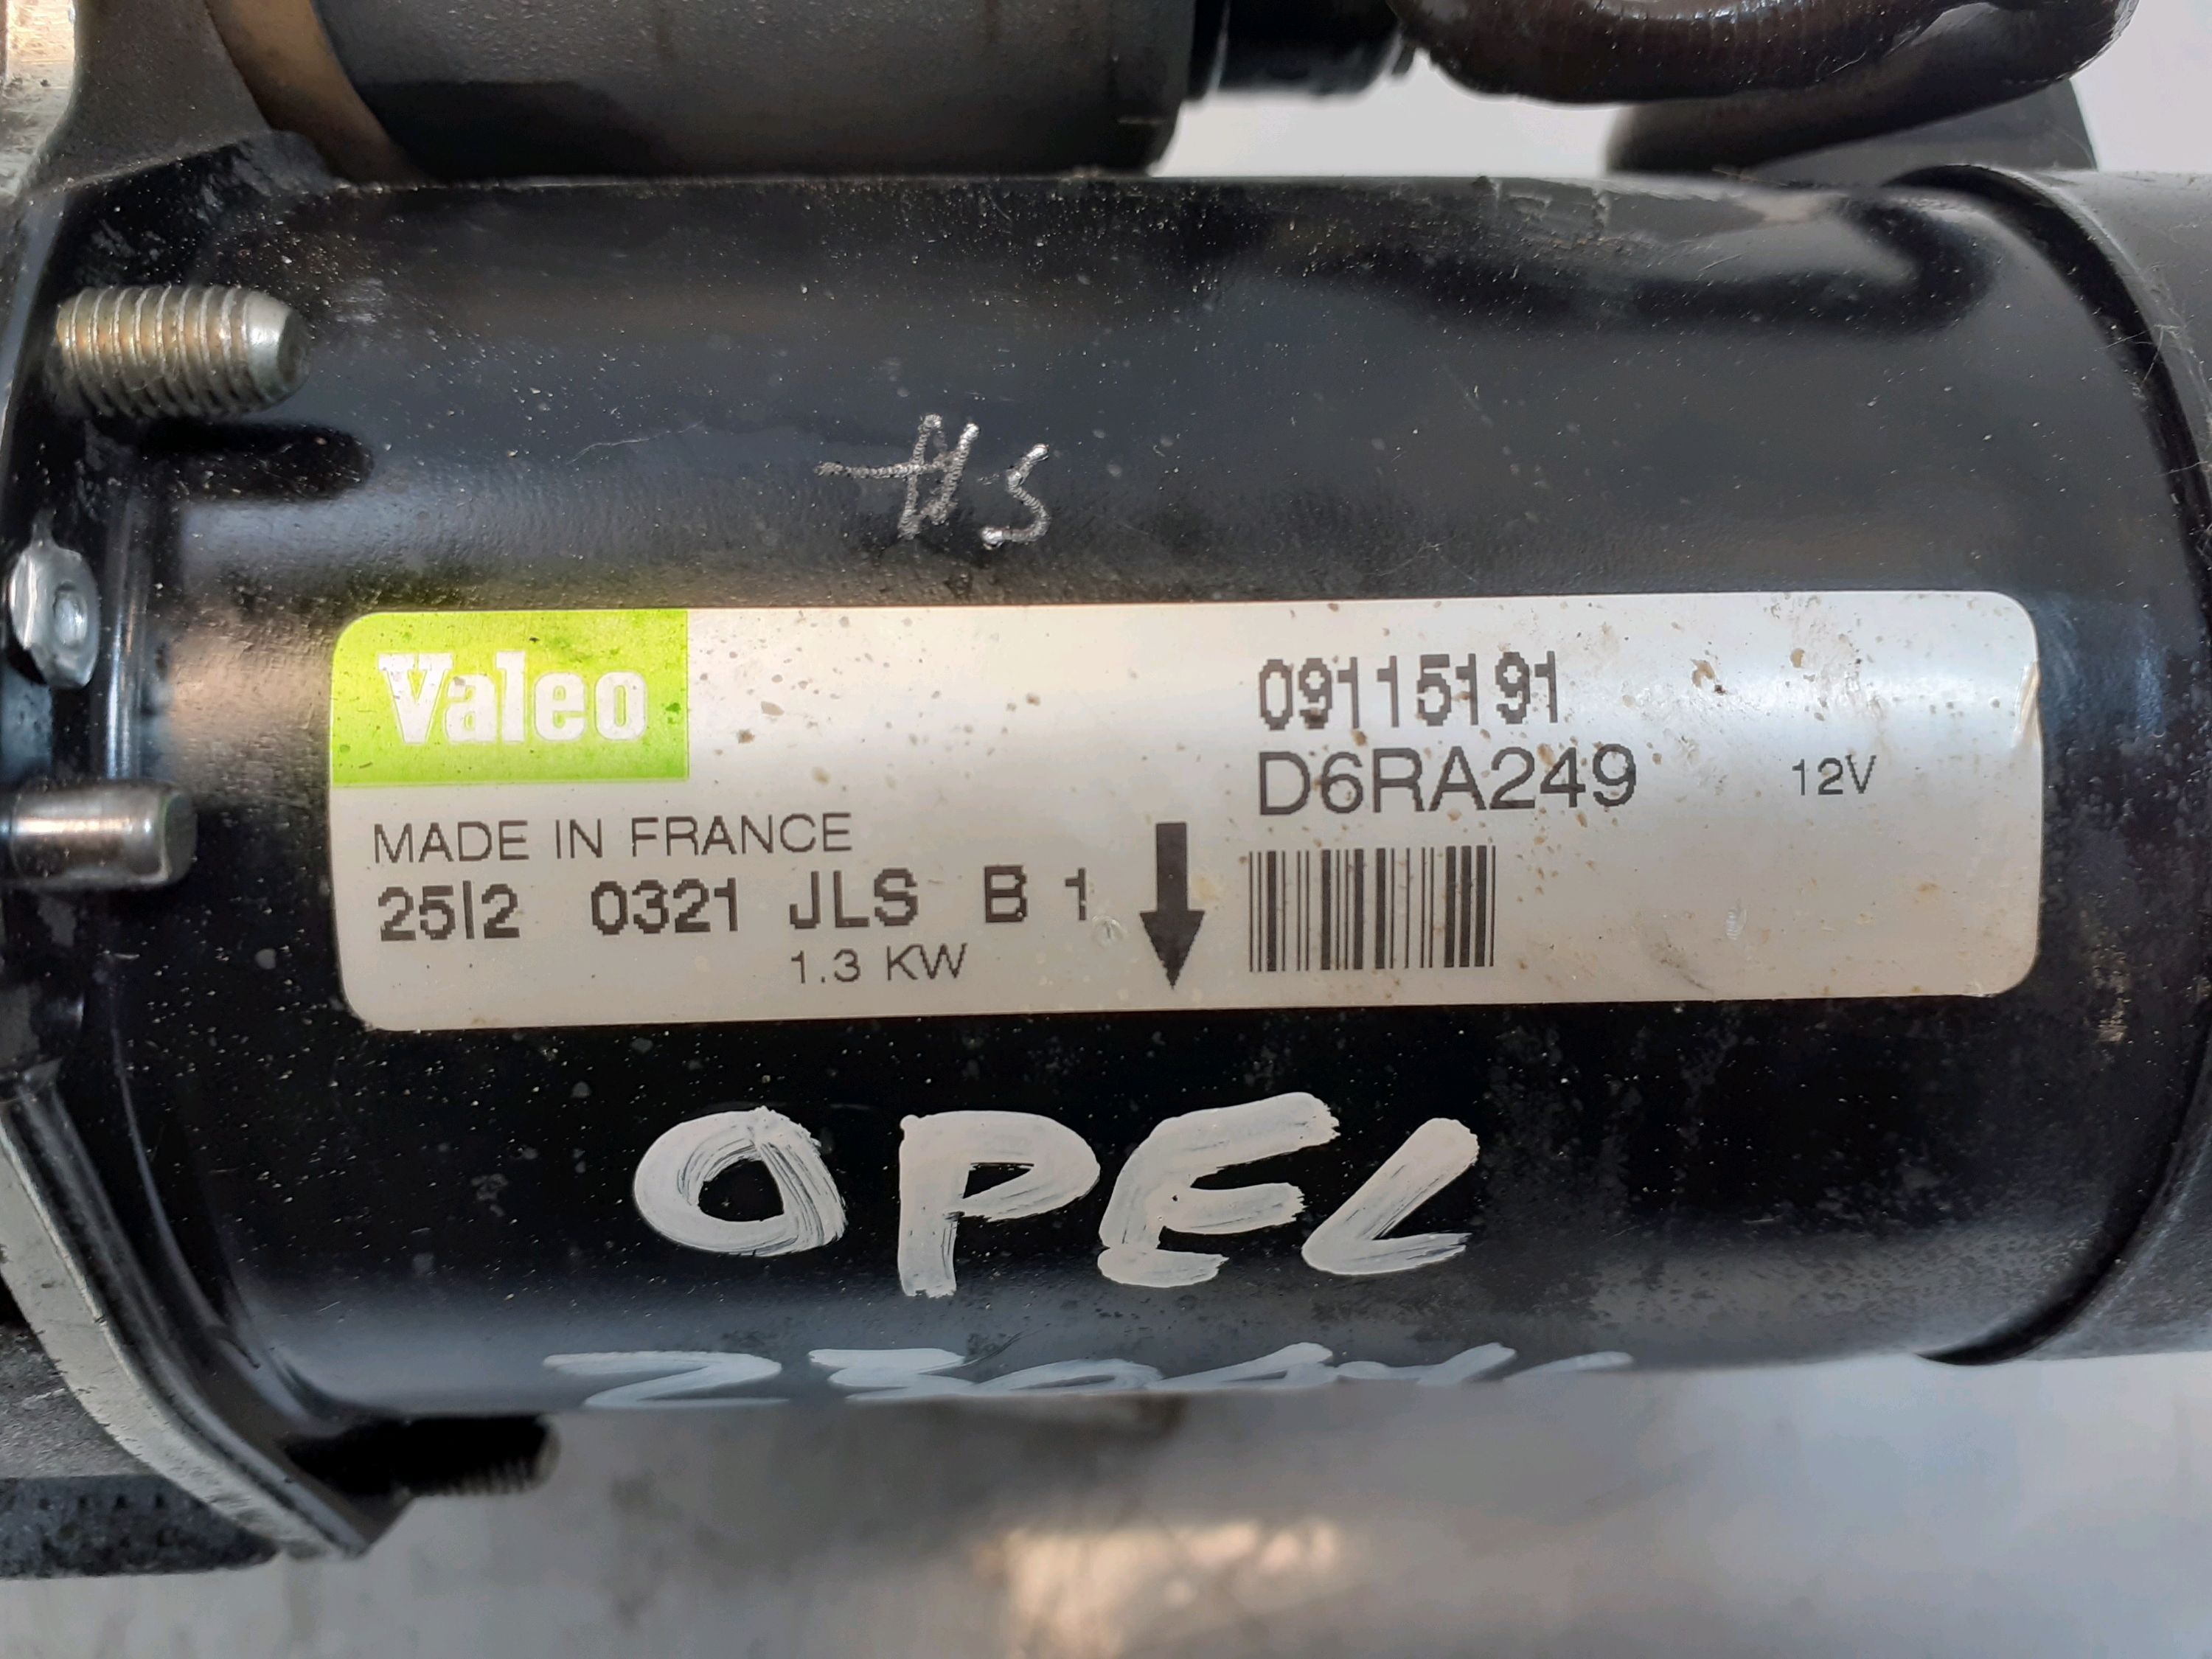 Valeo
09115191
D6RA249 12V
MADE IN FRANCE
25I2 0321 JLS B 1
1.3 KW
OPEL